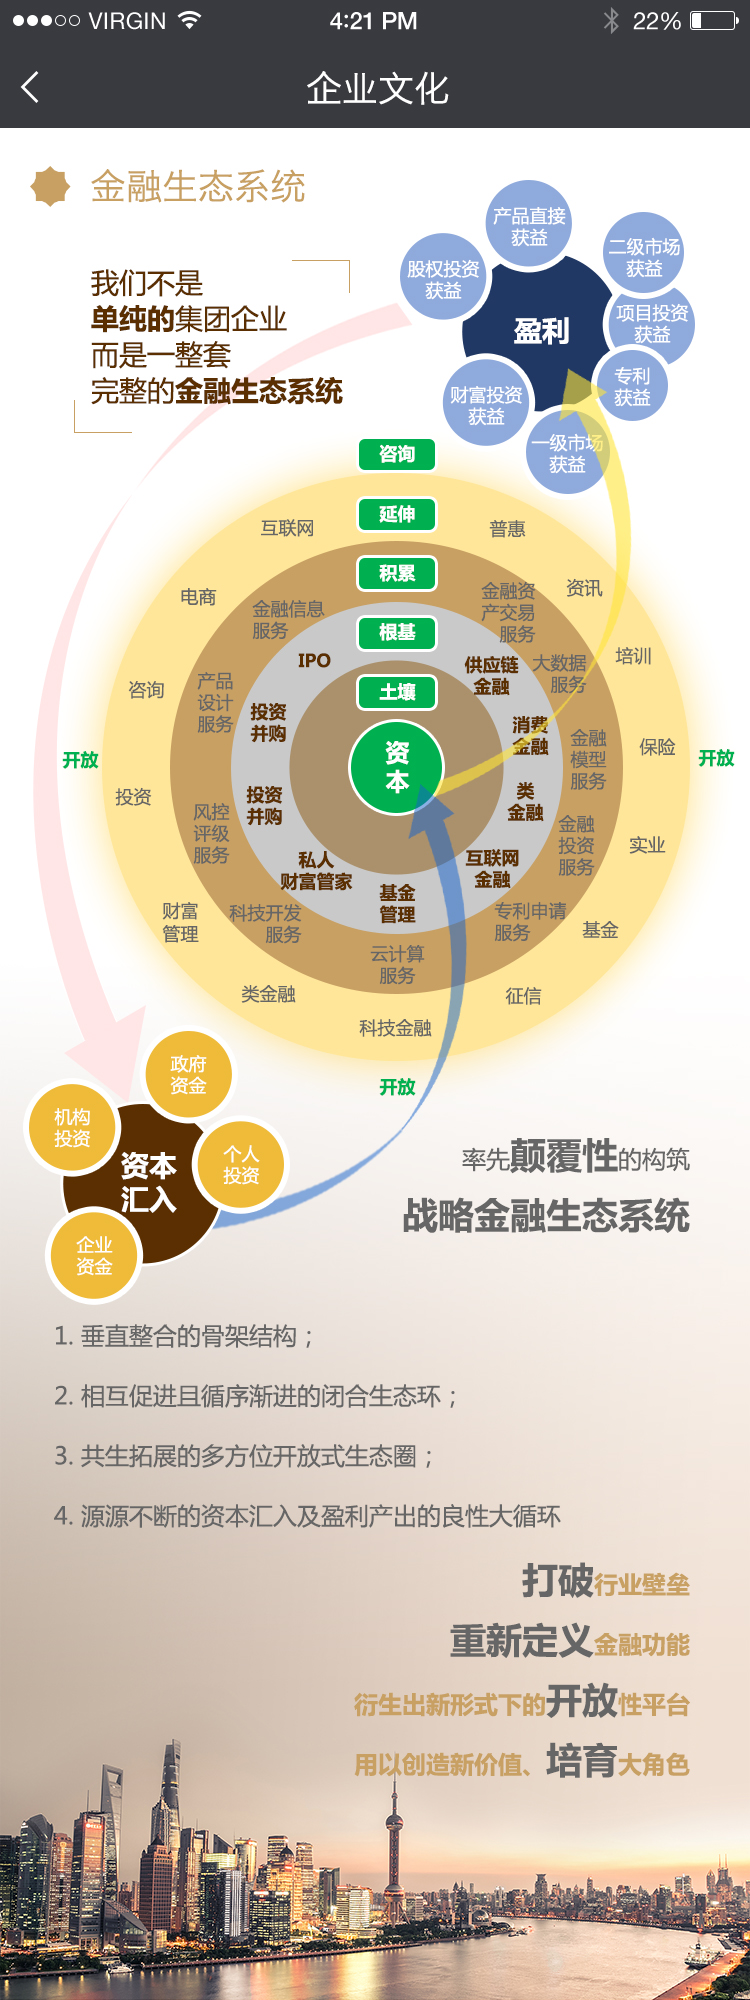 VIRGIN
4:21 PM
22%
企业文化
金融生态系统
我们不是
单纯的集团企业
而是一整套
完整的金融生态系统
产品直接
获益
股权投资
获益
二级市场
获益
项目投资
获益
盈利
专利
获益
财富投资
获益
一级市场
获益
咨询
延伸
积累
根基
土壤
资
本
互联网
普惠
电商
资讯
咨询
培训
开放
保险
开放
投资
实业
财富
管理
基金
类金融
征信
科技金融
开放
金融信息
服务
金融资
产交易
服务
产品
设计
服务
大数据
服务
金融
模型
服务
风控
评级
服务
金融
投资
服务
科技开发
服务
专利申请
服务
云计算
服务
IPO
供应链
金融
投资
并购
消费
金融
投资
并购
类
金融
私人
财富管家
互联网
金融
基金
管理
政府
资金
机构
投资
个人
投资
资本
汇入
企业
资金
率先颠覆性的构筑
战略金融生态系统
1. 垂直整合的骨架结构；
2. 相互促进且循序渐进的闭合生态环；
3. 共生拓展的多方位开放式生态圈；
4. 源源不断的资本汇入及盈利产出的良性大循环
打破行业壁垒
重新定义金融功能
衍生出新形式下的开放性平台
用以创造新价值、培育大角色